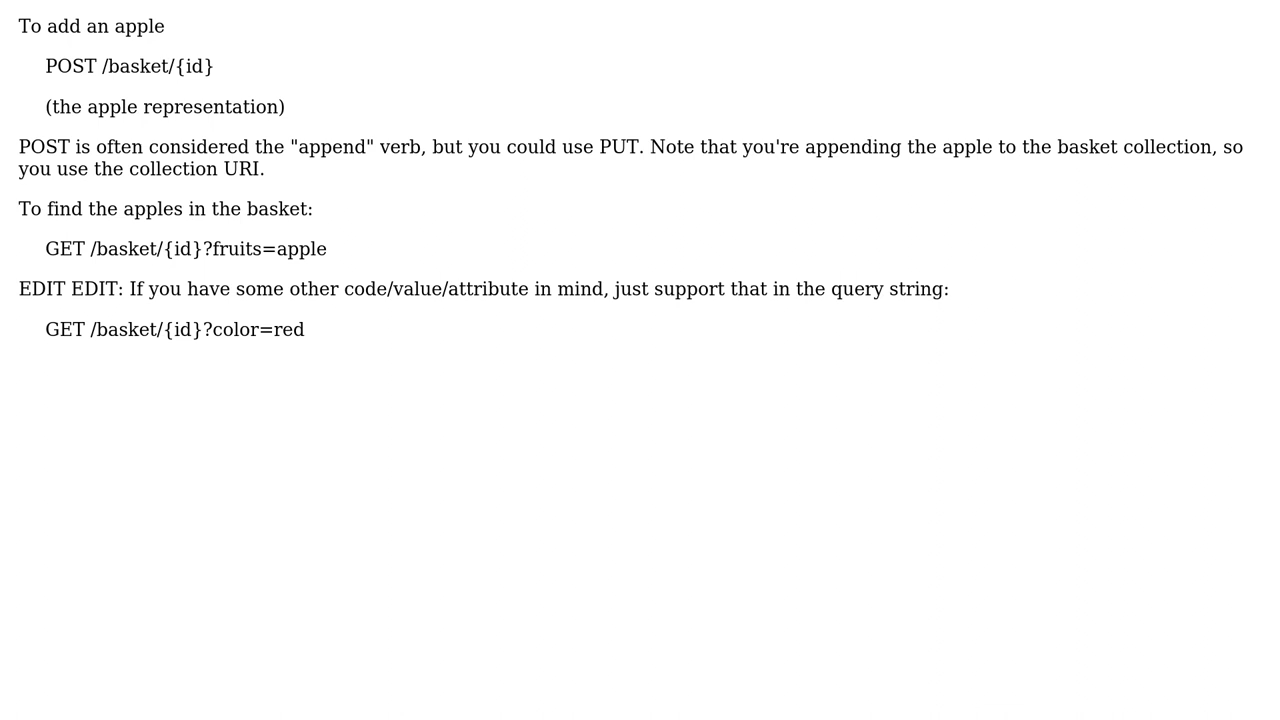 To add an apple
POST /basket/{id}
(the apple representation)
POST is often considered the "append" verb, but you could use PUT. Note that you're appending the apple to the basket collection, so
you use the collection URI.
To find the apples in the basket:
GET /basket/{id}?fruits=apple
EDIT EDIT: If you have some other code/value/attribute in mind, just support that in the query string:
GET /basket/{id}?color=red